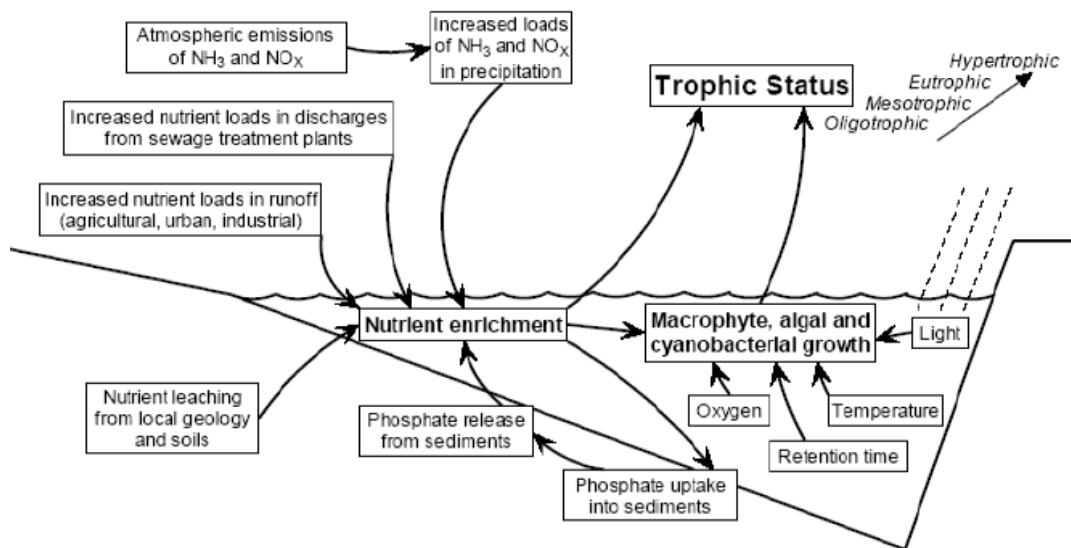 Atmospheric emissions
of NH₃ and NOₓ
Increased loads
of NH₃ and NOₓ
in precipitation
Trophic Status
Hypertrophic
Eutrophic
Mesotrophic
Oligotrophic
Increased nutrient loads in discharges
from sewage treatment plants
Increased nutrient loads in runoff
(agricultural, urban, industrial)
Nutrient enrichment
Macrophyte, algal and
cyanobacterial growth
Light
Nutrient leaching
from local geology
and soils
Phosphate release
from sediments
Oxygen
Temperature
Retention time
Phosphate uptake
into sediments